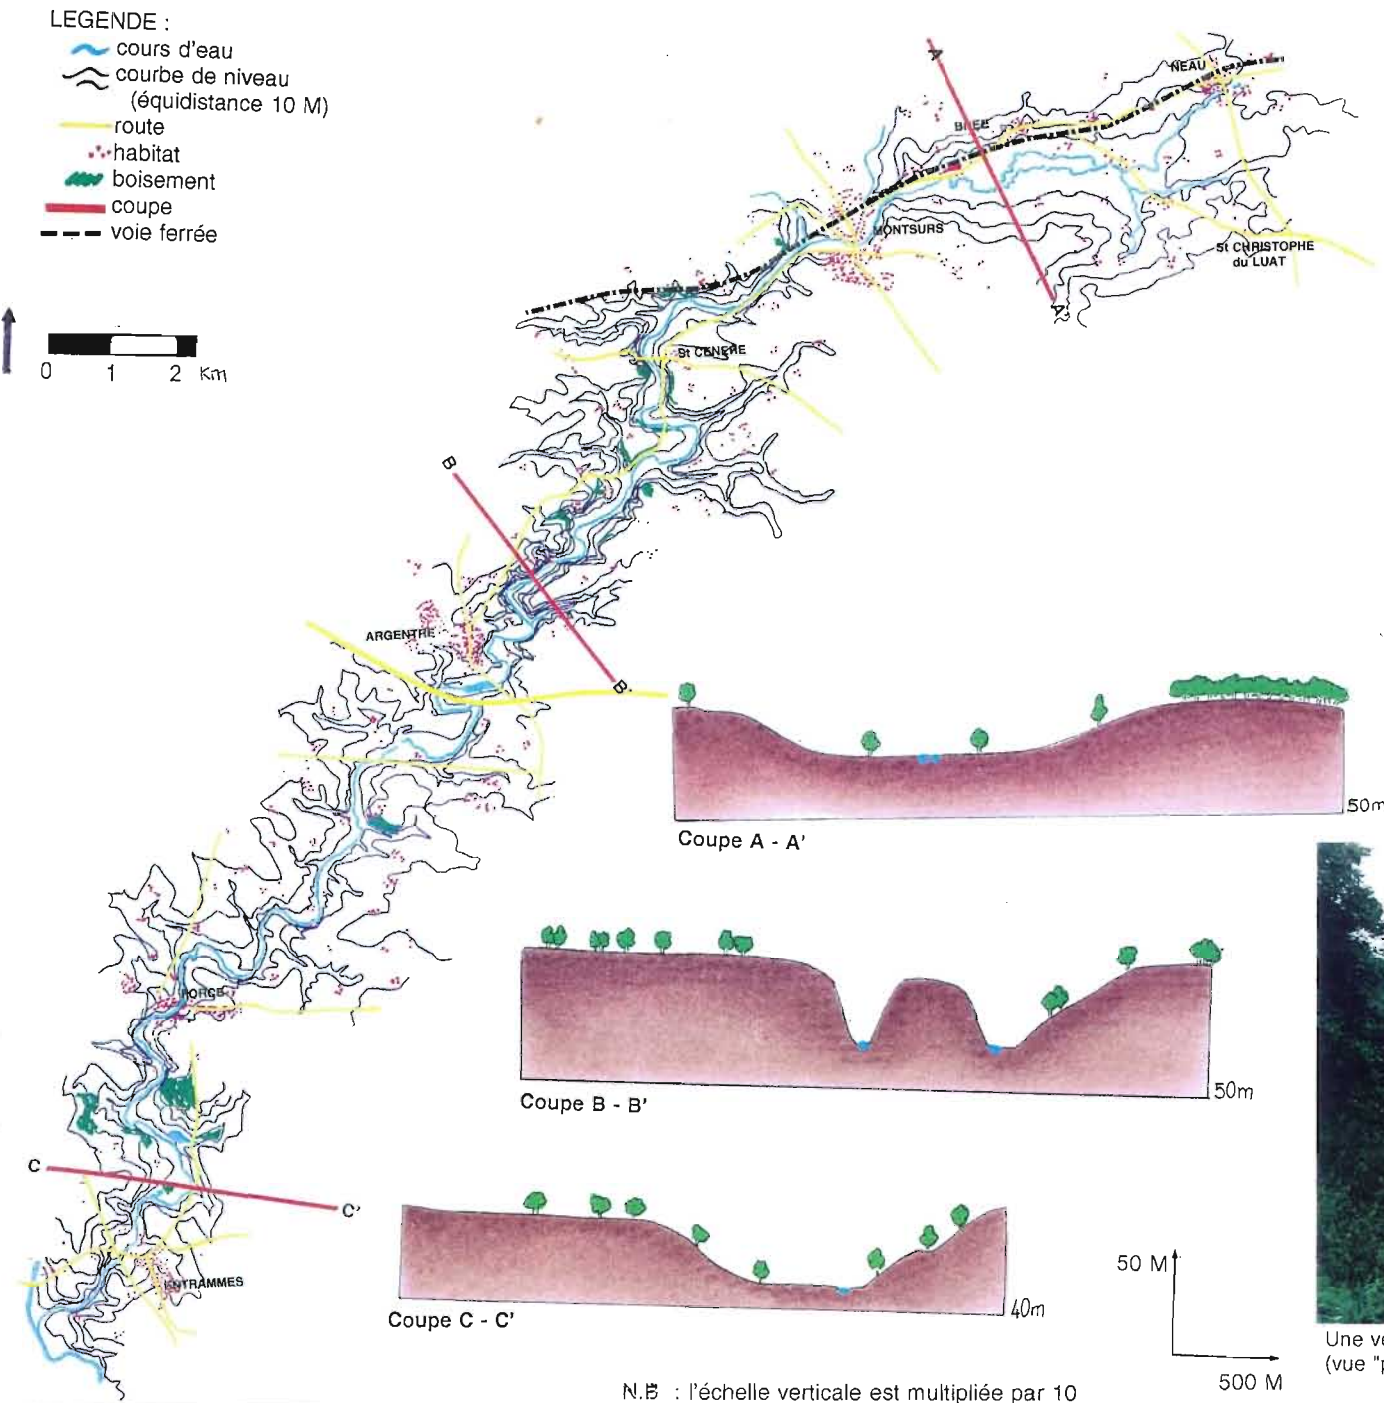 LEGENDE :
cours d'eau
courbe de niveau
(équidistance 10 M)
route
habitat
boisement
coupe
voie ferrée
0 1 2 Km
A
NEAU
BREE
MONTSURS
St CHRISTOPHE
du LUAT
A'
St CENERE
B
ARGENTRE
B'
50m
Coupe A - A'
FORCE
50m
Coupe B - B'
C
C'
ENTRAMMES
40m
Coupe C - C'
50 M
500 M
Une
(vue
N.B : l'échelle verticale est multipliée par 10